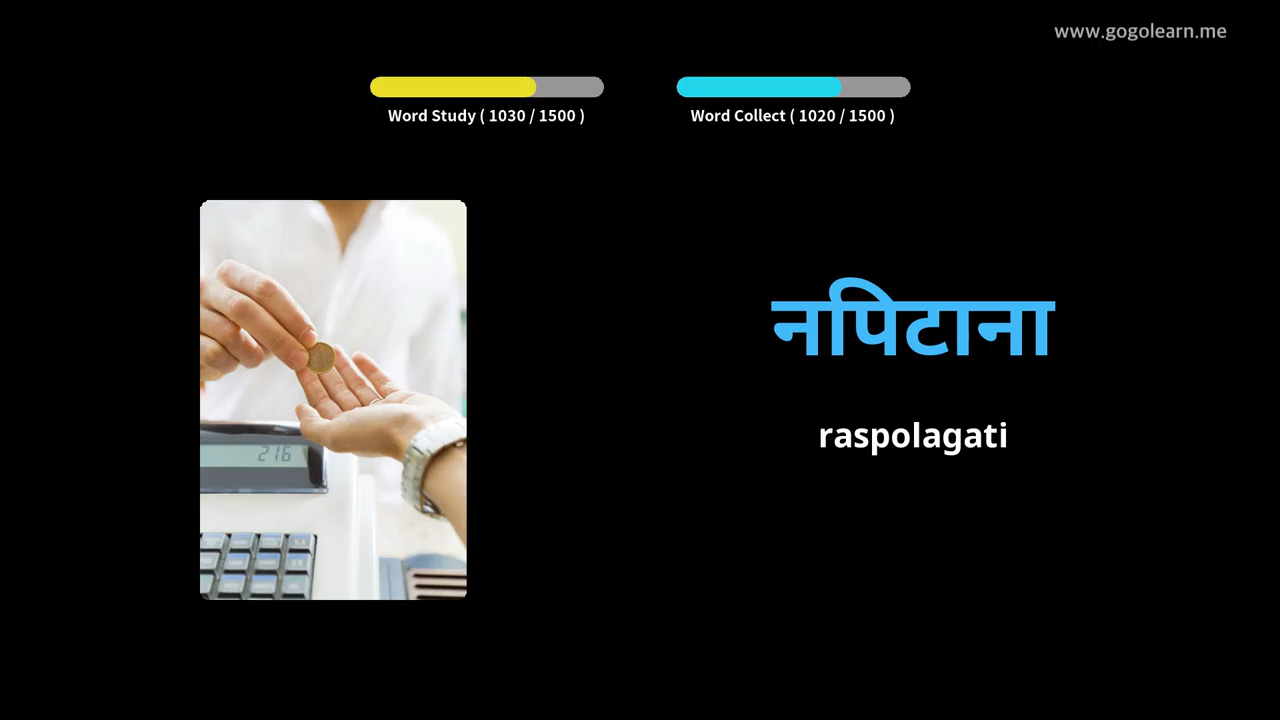 www.gogolearn.me
Word Study ( 1030 / 1500 )
Word Collect ( 1020 / 1500 )
नपिटाना
raspolagati
216